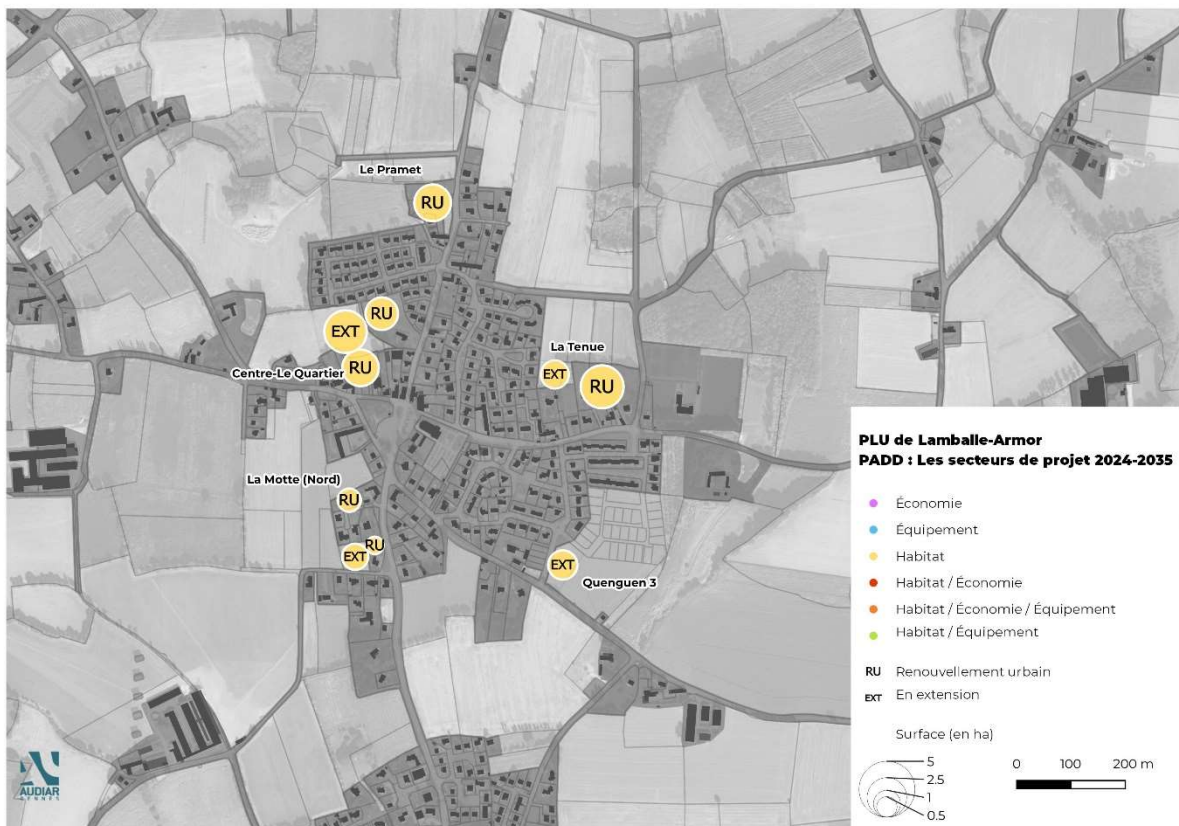 Le Pramet
RU
RU
EXT
RU
Centre-Le Quartier
La Tenue
EXT
RU
La Motte (Nord)
RU
RU
EXT
EXT
Quenguen 3
PLU de Lamballe-Armor
PADD : Les secteurs de projet 2024-2035
Économie
Équipement
Habitat
Habitat / Économie
Habitat / Économie / Équipement
Habitat / Équipement
RU Renouvellement urbain
EXT En extension
Surface (en ha)
5
2.5
1
0.5
0 100 200 m
AUDIAR
RENNES